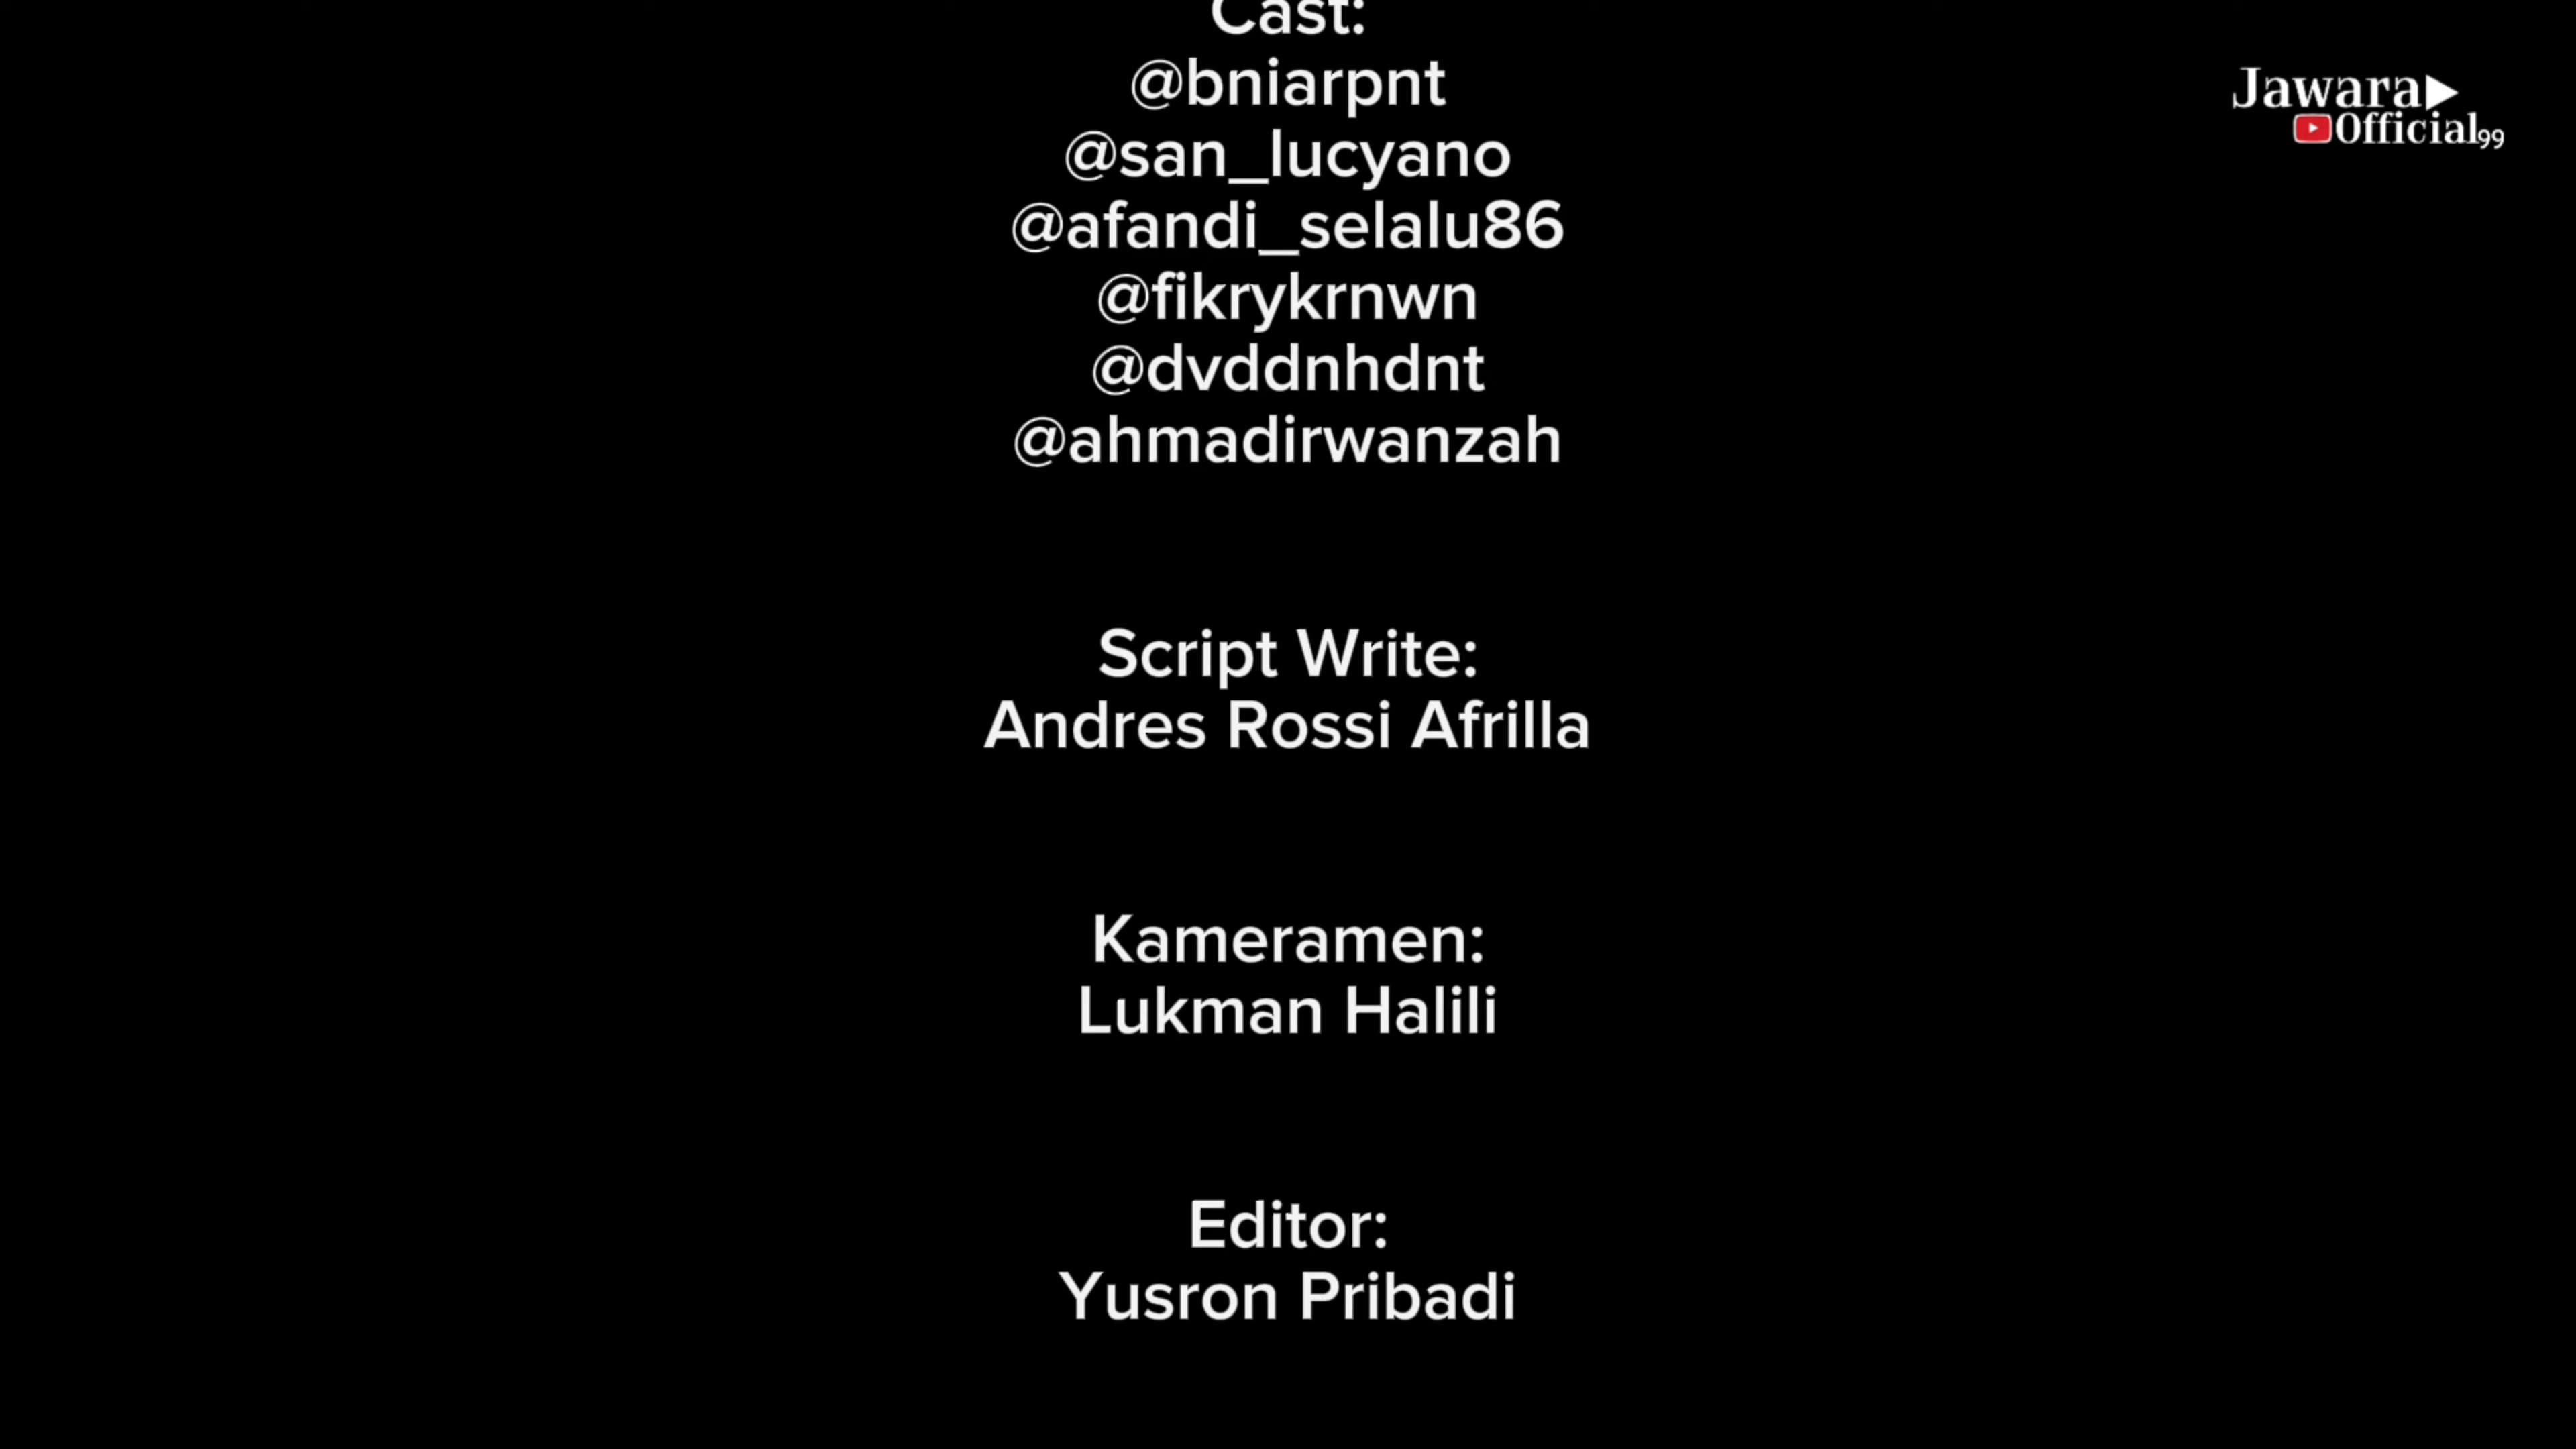 Cast:
@bniarpnt
@san_lucyano
@afandi_selalu86
@fikrykrnwn
@dvddnhdnt
@ahmadirwanzah
Script Write:
Andres Rossi Afrilla
Kameramen:
Lukman Halili
Editor:
Yusron Pribadi
Jawara
Official99